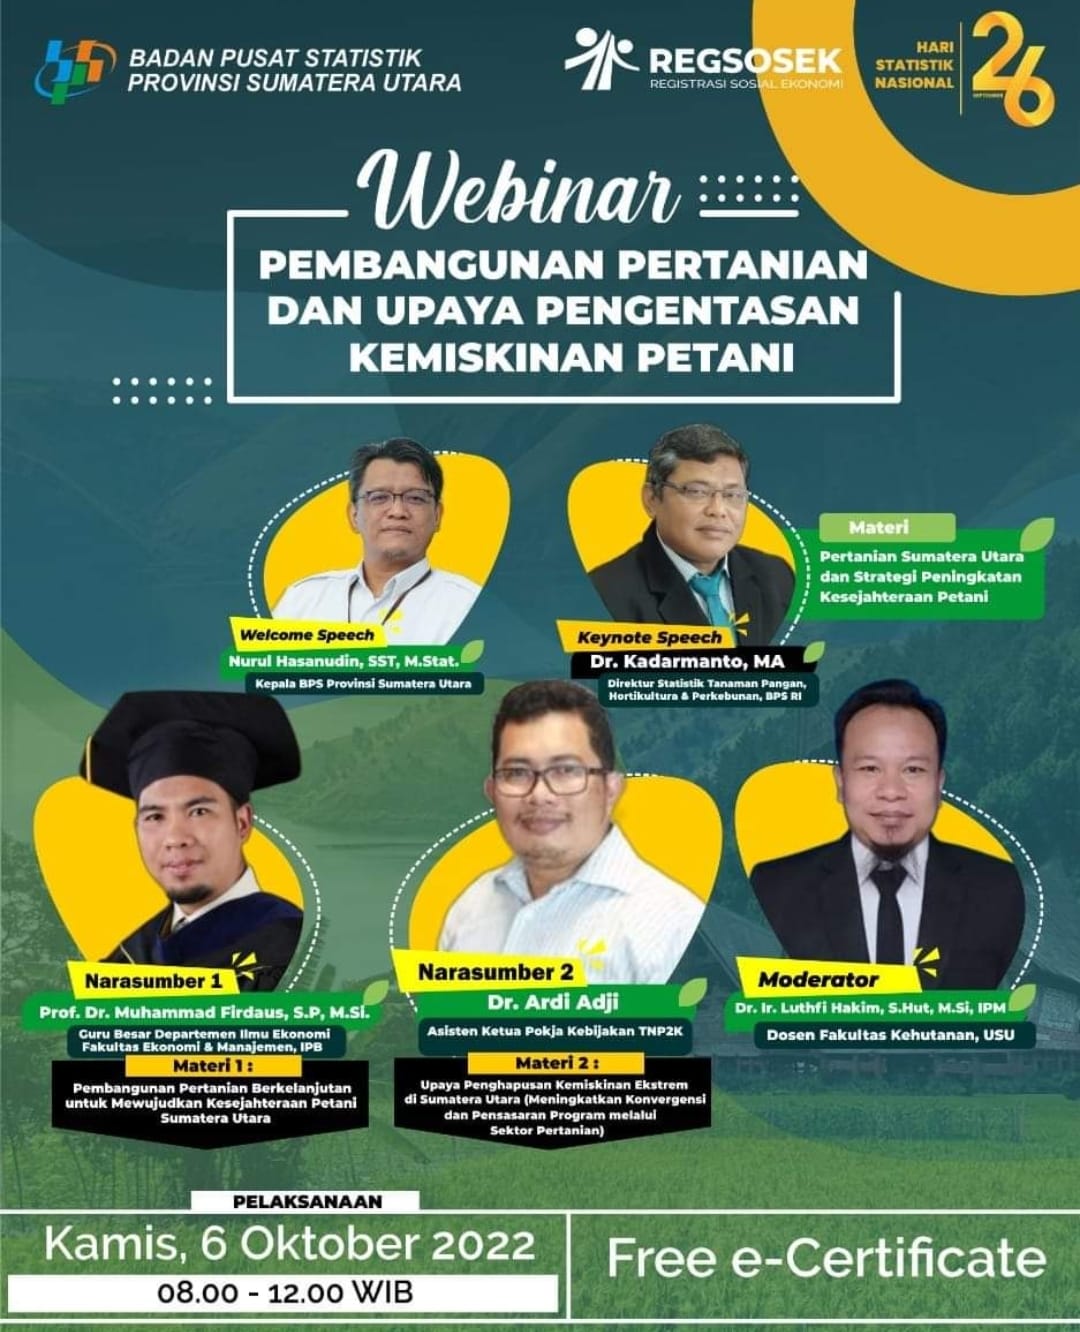 BADAN PUSAT STATISTIK
PROVINSI SUMATERA UTARA
REGSOSEK
REGISTRASI SOSIAL EKONOMI
HARI
STATISTIK
NASIONAL
26
SEPTEMBER
Webinar
PEMBANGUNAN PERTANIAN
DAN UPAYA PENGENTASAN
KEMISKINAN PETANI
Welcome Speech
Nurul Hasanudin, SST, M.Stat.
Kepala BPS Provinsi Sumatera Utara
Keynote Speech
Dr. Kadarmanto, MA
Direktur Statistik Tanaman Pangan,
Hortikultura & Perkebunan, BPS RI
Materi
Pertanian Sumatera Utara
dan Strategi Peningkatan
Kesejahteraan Petani
Narasumber 1
Prof. Dr. Muhammad Firdaus, S.P, M.Si.
Guru Besar Departemen Ilmu Ekonomi
Fakultas Ekonomi & Manajemen, IPB
Materi 1 :
Pembangunan Pertanian Berkelanjutan
untuk Mewujudkan Kesejahteraan Petani
Sumatera Utara
Narasumber 2
Dr. Ardi Adji
Asisten Ketua Pokja Kebijakan TNP2K
Materi 2 :
Upaya Penghapusan Kemiskinan Ekstrem
di Sumatera Utara (Meningkatkan Konvergensi
dan Pensasaran Program melalui
Sektor Pertanian)
Moderator
Dr. Ir. Luthfi Hakim, S.Hut, M.Si, IPM
Dosen Fakultas Kehutanan, USU
PELAKSANAAN
Kamis, 6 Oktober 2022
08.00 - 12.00 WIB
Free e-Certificate